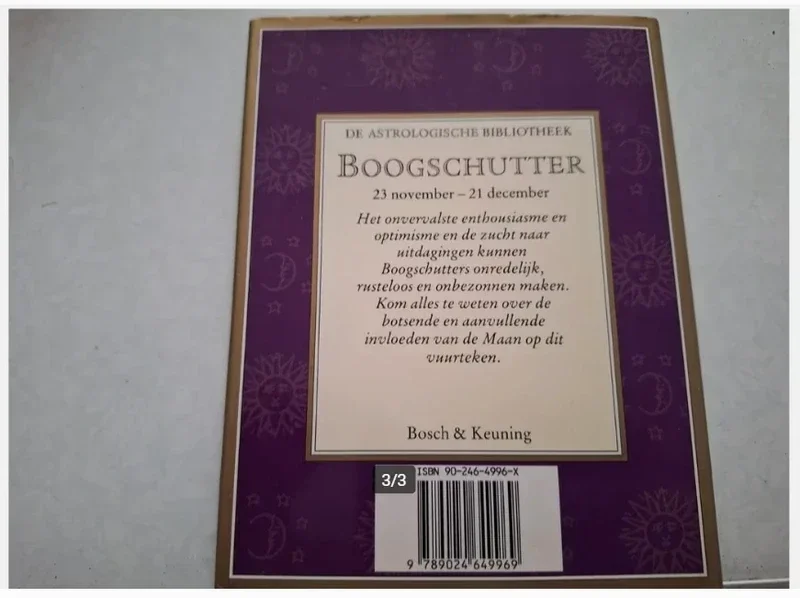 DE ASTROLOGISCHE BIBLIOTHEEK
BOOGSCHUTTER
23 november – 21 december
Het onvervalste enthousiasme en
optimisme en de zucht naar
uitdagingen kunnen
Boogschutters onredelijk,
rusteloos en onbezonnen maken.
Kom alles te weten over de
botsende en aanvullende
invloeden van de Maan op dit
vuurteken.
Bosch & Keuning
ISBN 90-246-4996-X
3/3
9 789024 649969